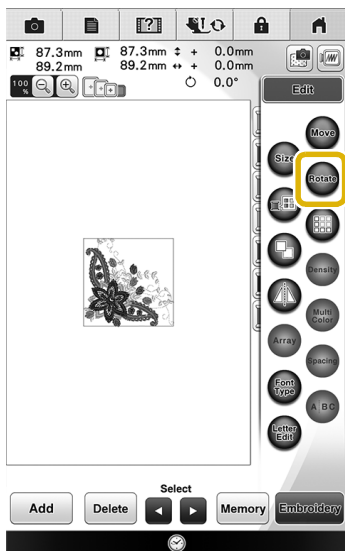 87.3mm 87.3mm + 0.0mm
89.2mm 89.2mm + 0.0mm
100 % 0.0°
Edit
Move
Size
Rotate
Density
Multi Color
Array
Spacing
Font Type
A BC
Letter Edit
Select
Add Delete Memory Embroidery